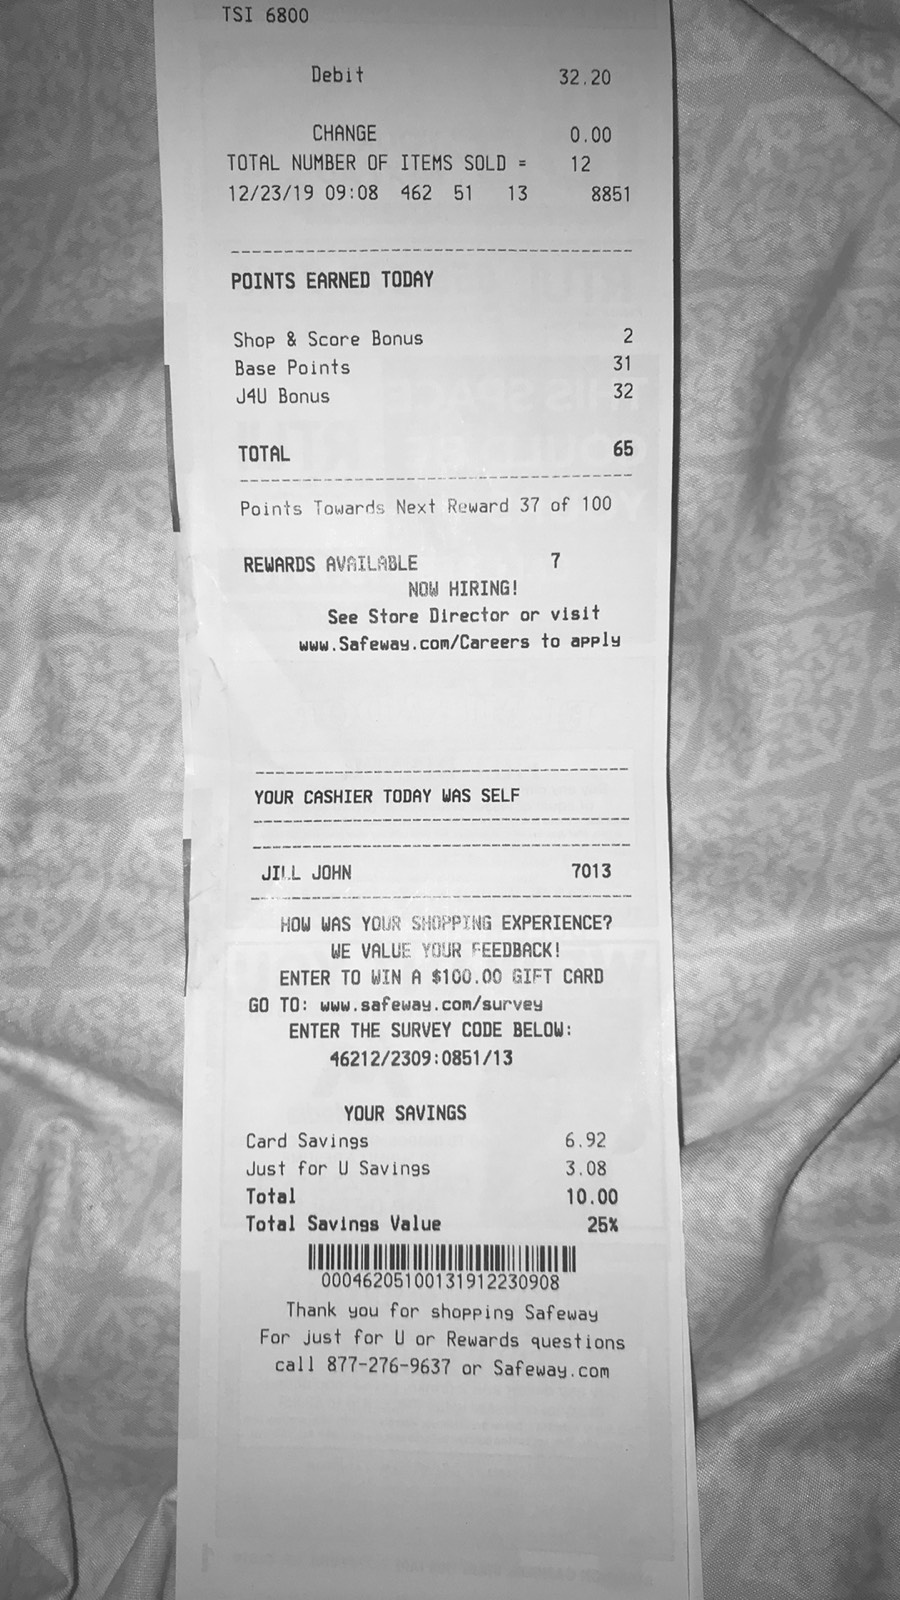 TSI 6800
Debit 32.20
CHANGE 0.00
TOTAL NUMBER OF ITEMS SOLD = 12
12/23/19 09:08 462 51 13 8851
POINTS EARNED TODAY
Shop & Score Bonus 2
Base Points 31
J4U Bonus 32
TOTAL 65
Points Towards Next Reward 37 of 100
REWARDS AVAILABLE 7
NOW HIRING!
See Store Director or visit
www.Safeway.com/Careers to apply
YOUR CASHIER TODAY WAS SELF
JILL JOHN 7013
HOW WAS YOUR SHOPPING EXPERIENCE?
WE VALUE YOUR FEEDBACK!
ENTER TO WIN A $100.00 GIFT CARD
GO TO: www.safeway.com/survey
ENTER THE SURVEY CODE BELOW:
46212/2309:0851/13
YOUR SAVINGS
Card Savings 6.92
Just for U Savings 3.08
Total 10.00
Total Savings Value 25%
00046205100131912230908
Thank you for shopping Safeway
For just for U or Rewards questions
call 877-276-9637 or Safeway.com